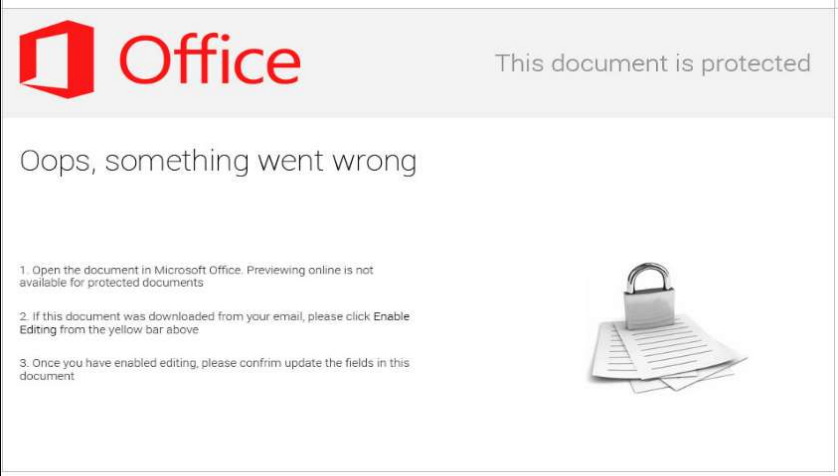 Office
This document is protected
Oops, something went wrong
1. Open the document in Microsoft Office. Previewing online is not
available for protected documents
2. If this document was downloaded from your email, please click Enable
Editing from the yellow bar above
3. Once you have enabled editing, please confrim update the fields in this
document